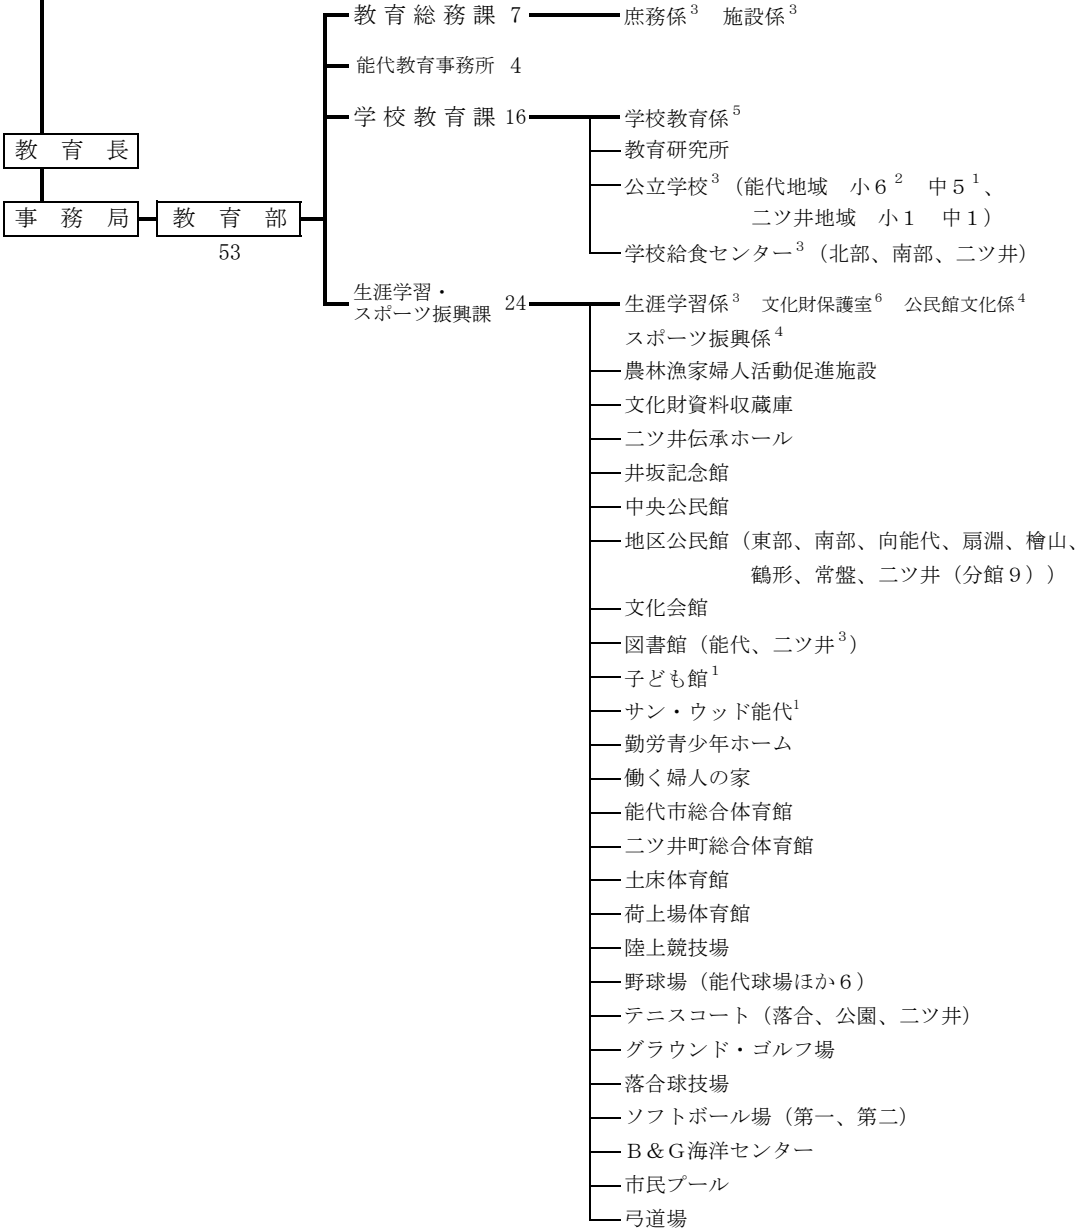 教育総務課 7 庶務係3 施設係3
能代教育事務所 4
学校教育課 16 学校教育係5
教育研究所
公立学校3（能代地域　小６2　中５1、
二ツ井地域　小１　中１）
学校給食センター3（北部、南部、二ツ井）
教育長
事務局 教育部
53
生涯学習・
スポーツ振興課 24 生涯学習係3 文化財保護室6 公民館文化係4
スポーツ振興係4
農林漁家婦人活動促進施設
文化財資料収蔵庫
二ツ井伝承ホール
井坂記念館
中央公民館
地区公民館（東部、南部、向能代、扇淵、檜山、
鶴形、常盤、二ツ井（分館９））
文化会館
図書館（能代、二ツ井3）
子ども館1
サン・ウッド能代1
勤労青少年ホーム
働く婦人の家
能代市総合体育館
二ツ井町総合体育館
土床体育館
荷上場体育館
陸上競技場
野球場（能代球場ほか６）
テニスコート（落合、公園、二ツ井）
グラウンド・ゴルフ場
落合球技場
ソフトボール場（第一、第二）
Ｂ＆Ｇ海洋センター
市民プール
弓道場